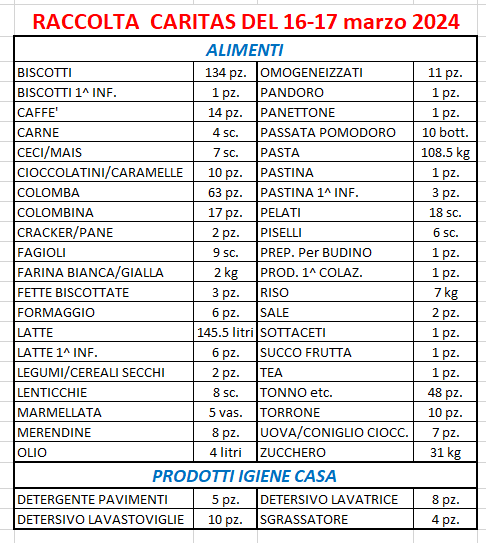 RACCOLTA CARITAS DEL 16-17 marzo 2024
ALIMENTI
BISCOTTI 134 pz. OMOGENEIZZATI 11 pz.
BISCOTTI 1^ INF. 1 pz. PANDORO 1 pz.
CAFFE' 14 pz. PANETTONE 1 pz.
CARNE 4 sc. PASSATA POMODORO 10 bott.
CECI/MAIS 7 sc. PASTA 108.5 kg
CIOCCOLATINI/CARAMELLE 10 pz. PASTINA 1 pz.
COLOMBA 63 pz. PASTINA 1^ INF. 3 pz.
COLOMBINA 17 pz. PELATI 18 sc.
CRACKER/PANE 2 pz. PISELLI 6 sc.
FAGIOLI 9 sc. PREP. Per BUDINO 1 pz.
FARINA BIANCA/GIALLA 2 kg PROD. 1^ COLAZ. 1 pz.
FETTE BISCOTTATE 3 pz. RISO 7 kg
FORMAGGIO 6 pz. SALE 2 pz.
LATTE 145.5 litri SOTTACETI 1 pz.
LATTE 1^ INF. 6 pz. SUCCO FRUTTA 1 pz.
LEGUMI/CEREALI SECCHI 2 pz. TEA 1 pz.
LENTICCHIE 8 sc. TONNO etc. 48 pz.
MARMELLATA 5 vas. TORRONE 10 pz.
MERENDINE 8 pz. UOVA/CONIGLIO CIOCC. 7 pz.
OLIO 4 litri ZUCCHERO 31 kg
PRODOTTI IGIENE CASA
DETERGENTE PAVIMENTI 5 pz. DETERSIVO LAVATRICE 8 pz.
DETERSIVO LAVASTOVIGLIE 10 pz. SGRASSATORE 4 pz.